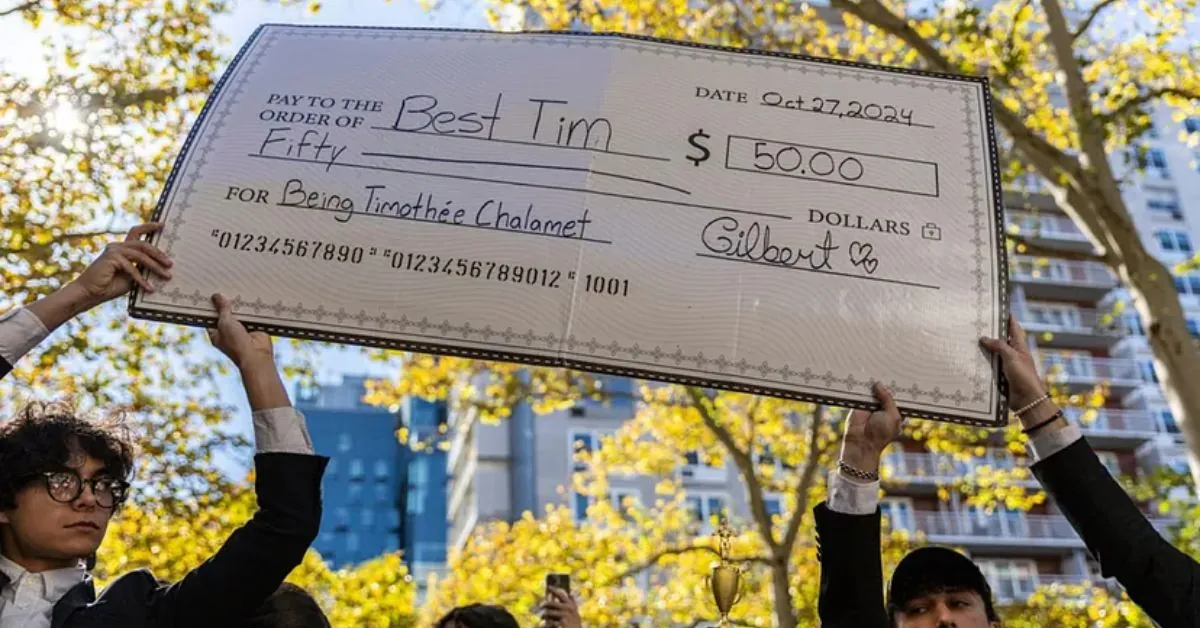 DATE Oct 27, 2024
PAY TO THE
ORDER OF Best Tim $ 50.00
Fifty DOLLARS
FOR Being Timothée Chalamet Gilbert
"01234567890" "0123456789012" 1001